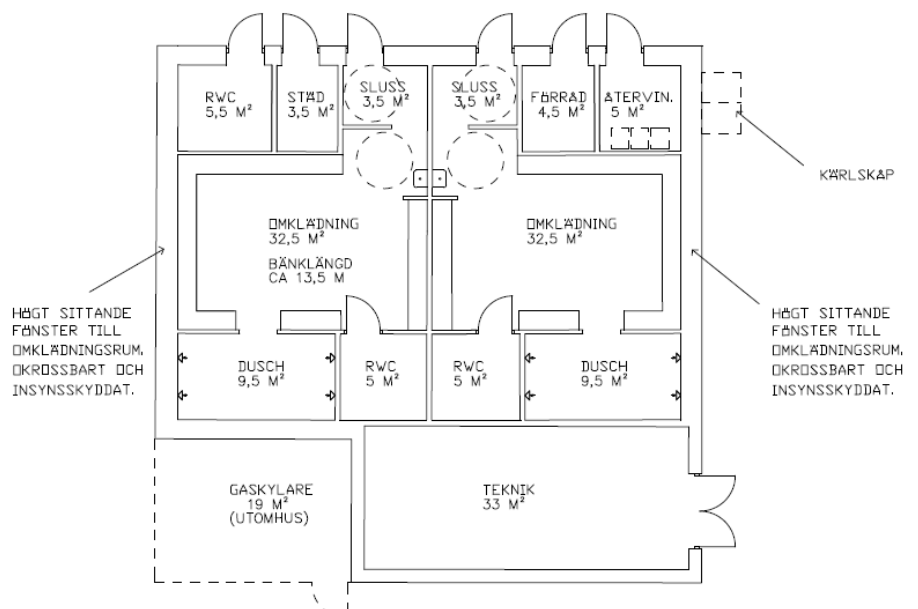 RWC
5,5 M²
STÄD
3,5 M²
SLUSS
3,5 M²
SLUSS
3,5 M²
FÖRRÅD
4,5 M²
ÅTERVIN.
5 M²
KÄRLSKÅP
OMKLÄDNING
32,5 M²
BÄNKLÄNGD
CA 13,5 M
OMKLÄDNING
32,5 M²
HÖGT SITTANDE
FÖNSTER TILL
OMKLÄDNINGSRUM,
OKROSSBART OCH
INSYNSSKYDDAT.
HÖGT SITTANDE
FÖNSTER TILL
OMKLÄDNINGSRUM,
OKROSSBART OCH
INSYNSSKYDDAT.
DUSCH
9,5 M²
RWC
5 M²
RWC
5 M²
DUSCH
9,5 M²
GASKYLARE
19 M²
(UTOMHUS)
TEKNIK
33 M²